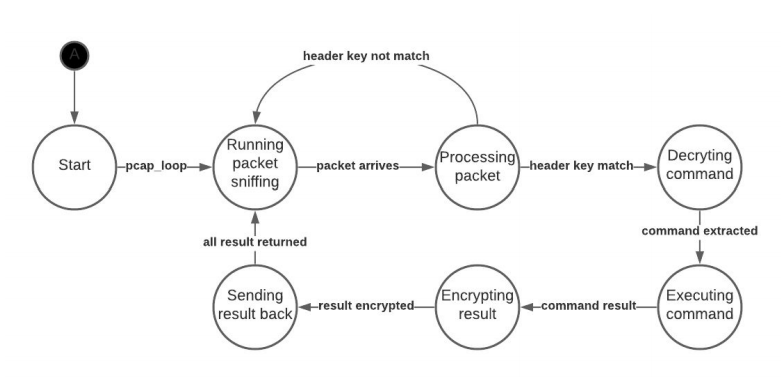 A
header key not match
Start
pcap_loop
Running
packet
sniffing
packet arrives
Processing
packet
header key match
Decryting
command
command extracted
all result returned
Sending
result back
result encrypted
Encrypting
result
command result
Executing
command